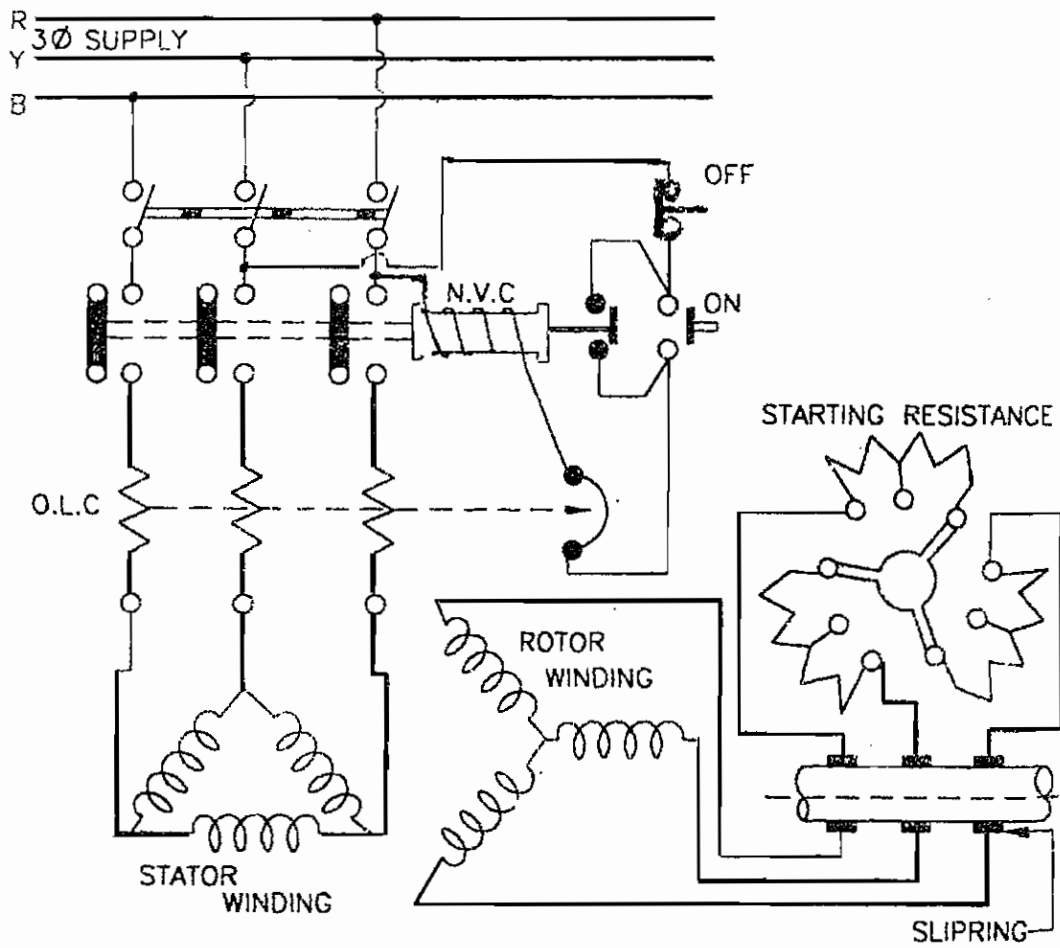 R
3Ø SUPPLY
Y
B
OFF
N.V.C
ON
STARTING RESISTANCE
O.L.C
ROTOR
WINDING
STATOR
WINDING
SLIPRING